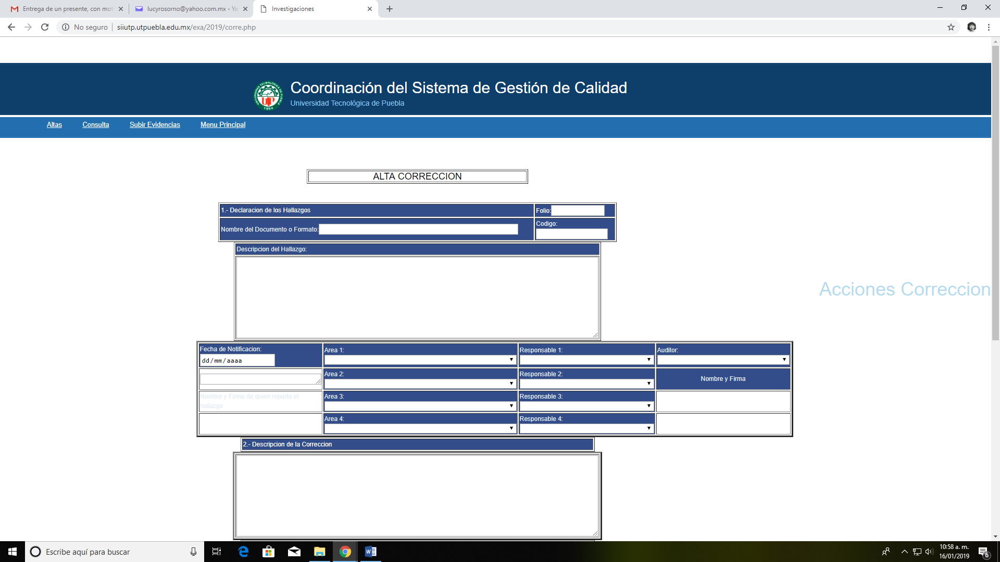 Entrega de un presente, con mot
lucyrosorno@yahoo.com.mx - Ya
Investigaciones
No seguro
siiutp.utpuebla.edu.mx/exa/2019/corre.php
Coordinación del Sistema de Gestión de Calidad
Universidad Tecnológica de Puebla
Altas
Consulta
Subir Evidencias
Menu Principal
ALTA CORRECCION
1.- Declaracion de los Hallazgos
Folio:
Nombre del Documento o Formato:
Codigo:
Descripcion del Hallazgo:
Acciones Correccion
Fecha de Notificacion:
dd/mm/aaaa
Area 1:
Responsable 1:
Auditor:
Area 2:
Responsable 2:
Nombre y Firma
Nombre y Firma de quien reporta el
hallazgo
Area 3:
Responsable 3:
Area 4:
Responsable 4:
2.- Descripcion de la Correccion
Escribe aquí para buscar
10:58 a. m.
16/01/2019
6